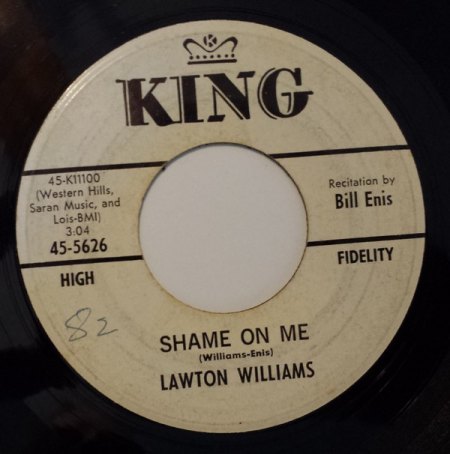 K
KING
45-K11100
(Western Hills,
Saran Music, and
Lois-BMI)
3:04
45-5626
Recitation by
Bill Enis
HIGH
FIDELITY
82
SHAME ON ME
(Williams-Enis)
LAWTON WILLIAMS